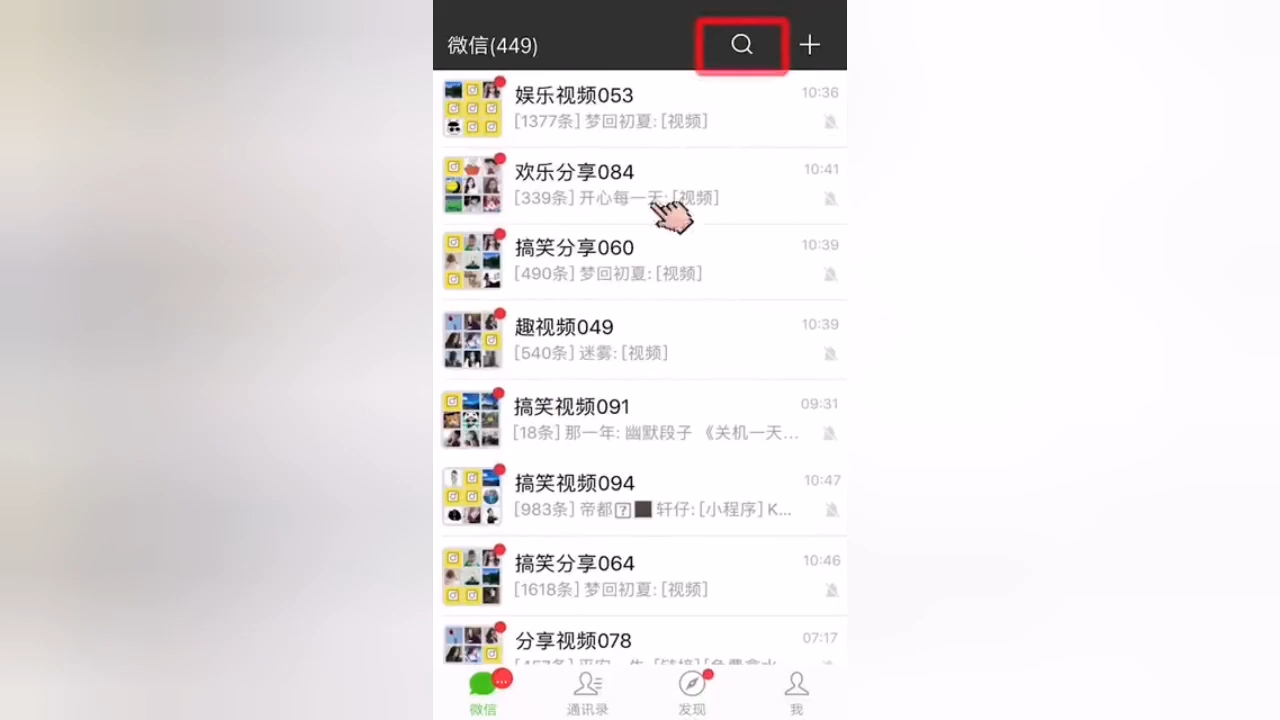 微信(449)
娱乐视频053
10:36
[1377条] 梦回初夏: [视频]
欢乐分享084
10:41
[339条] 开心每一天: [视频]
搞笑分享060
10:39
[490条] 梦回初夏: [视频]
趣视频049
10:39
[540条] 迷雾: [视频]
搞笑视频091
09:31
[18条] 那一年: 幽默段子 《关机一天...
搞笑视频094
10:47
[983条] 帝都 轩仔: [小程序] K...
搞笑分享064
10:46
[1618条] 梦回初夏: [视频]
分享视频078
07:17
微信
通讯录
发现
我